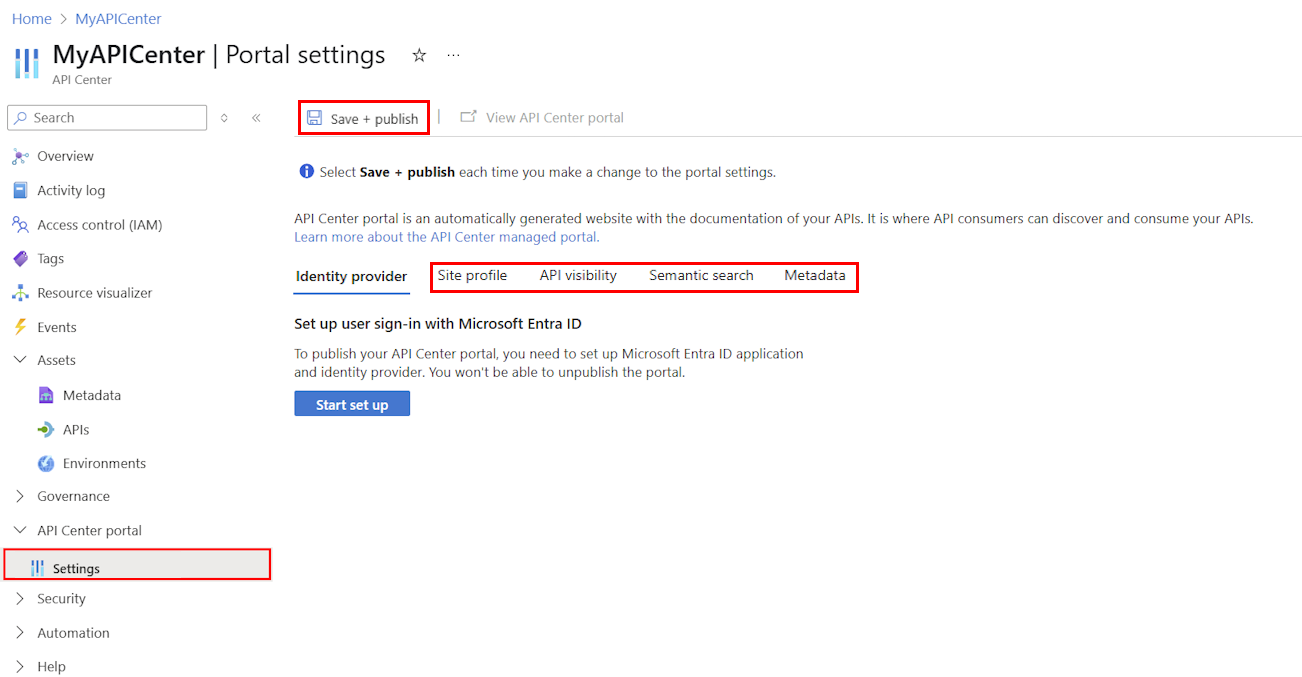 Home > MyAPICenter
MyAPICenter | Portal settings
API Center
Search
Overview
Activity log
Access control (IAM)
Tags
Resource visualizer
Events
Assets
Metadata
APIs
Environments
Governance
API Center portal
Settings
Security
Automation
Help
Save + publish
View API Center portal
Select Save + publish each time you make a change to the portal settings.
API Center portal is an automatically generated website with the documentation of your APIs. It is where API consumers can discover and consume your APIs.
Learn more about the API Center managed portal.
Identity provider Site profile API visibility Semantic search Metadata
Set up user sign-in with Microsoft Entra ID
To publish your API Center portal, you need to set up Microsoft Entra ID application
and identity provider. You won't be able to unpublish the portal.
Start set up